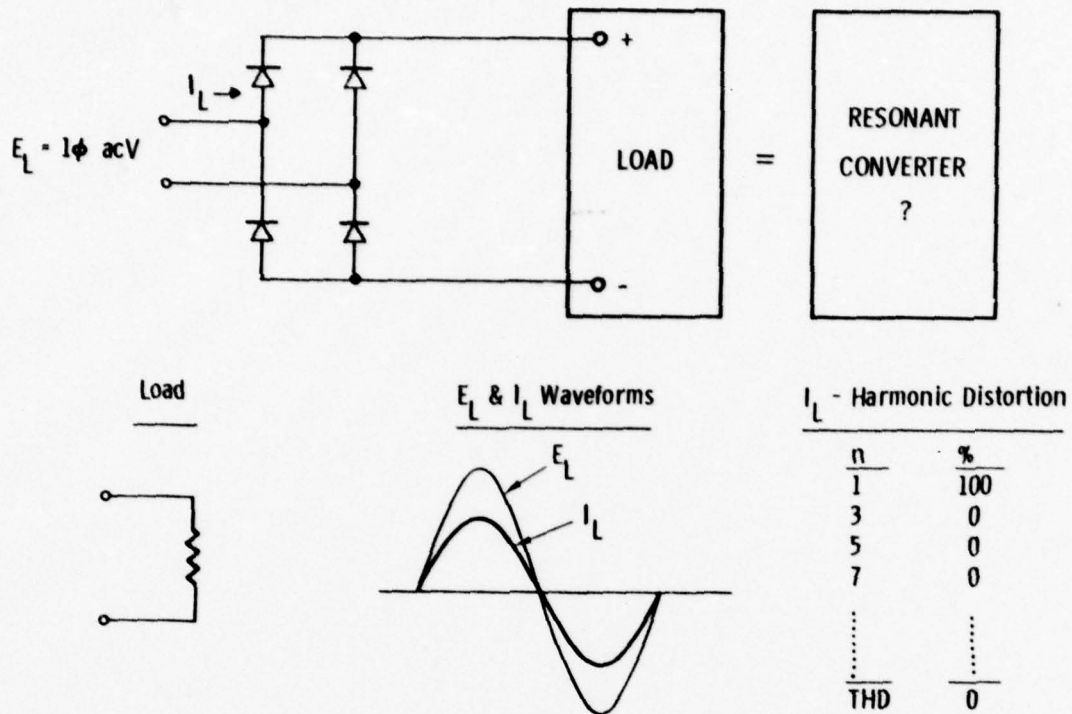 +
I_L →
E_L = 1ϕ acV
LOAD
=
RESONANT
CONVERTER
?
-
Load
E_L & I_L Waveforms
E_L
I_L
I_L - Harmonic Distortion
n %
1 100
3 0
5 0
7 0
THD 0